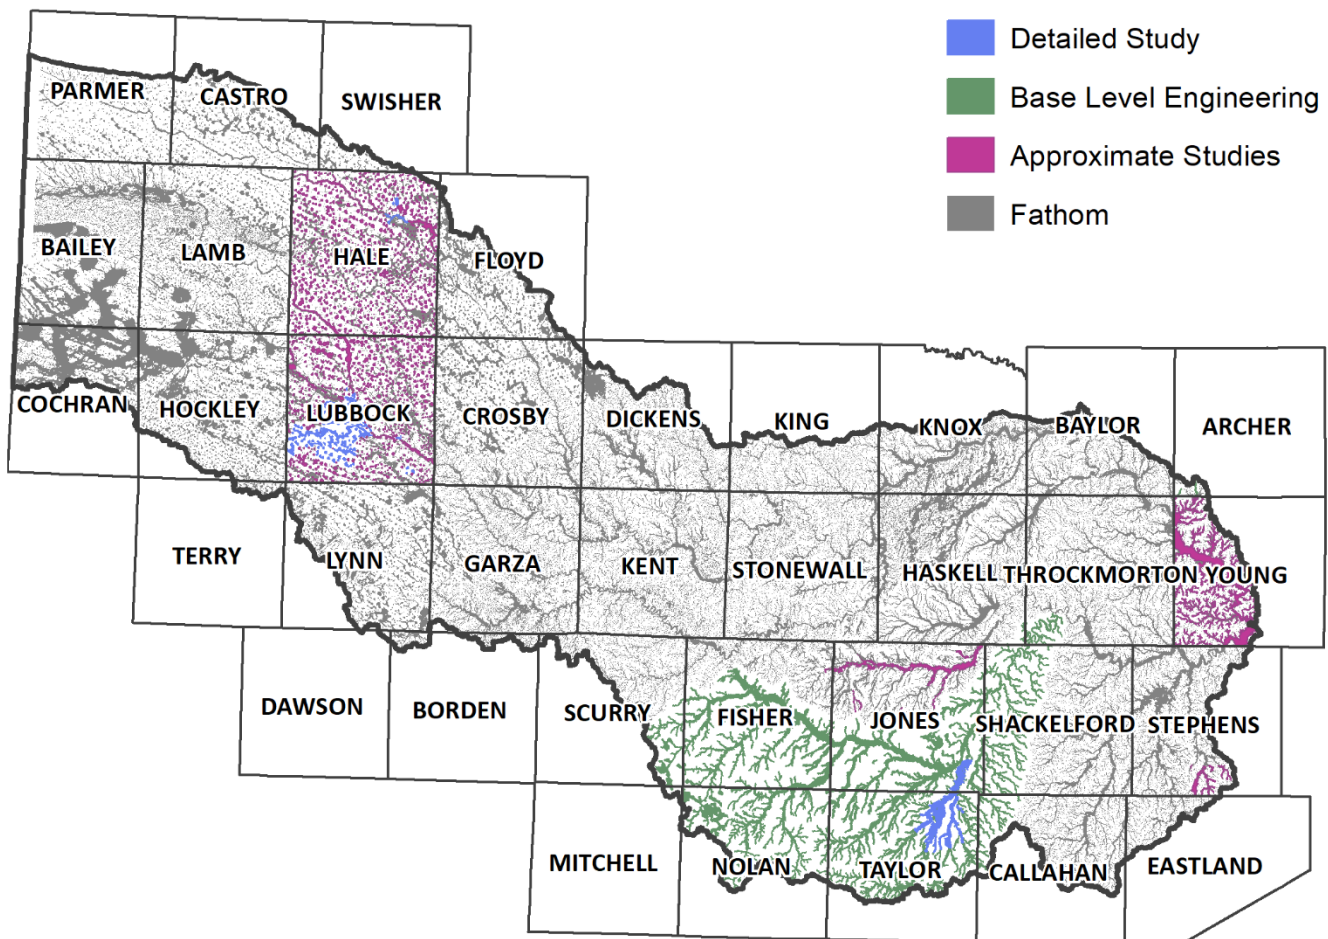 Detailed Study
Base Level Engineering
Approximate Studies
Fathom
PARMER
CASTRO
SWISHER
BAILEY
LAMB
HALE
FLOYD
COCHRAN
HOCKLEY
LUBBOCK
CROSBY
DICKENS
KING
KNOX
BAYLOR
ARCHER
TERRY
LYNN
GARZA
KENT
STONEWALL
HASKELL
THROCKMORTON
YOUNG
DAWSON
BORDEN
SCURRY
FISHER
JONES
SHACKELFORD
STEPHENS
MITCHELL
NOLAN
TAYLOR
CALLAHAN
EASTLAND